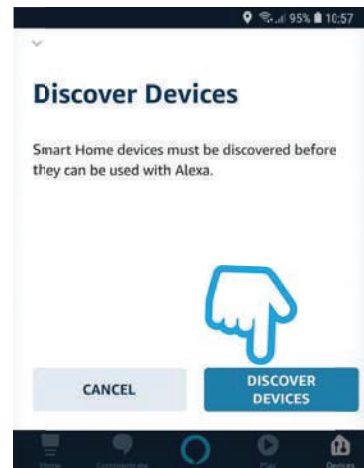 95% 10:57
Discover Devices
Smart Home devices must be discovered before
they can be used with Alexa.
CANCEL
DISCOVER
DEVICES
Home Communicate Play Devices